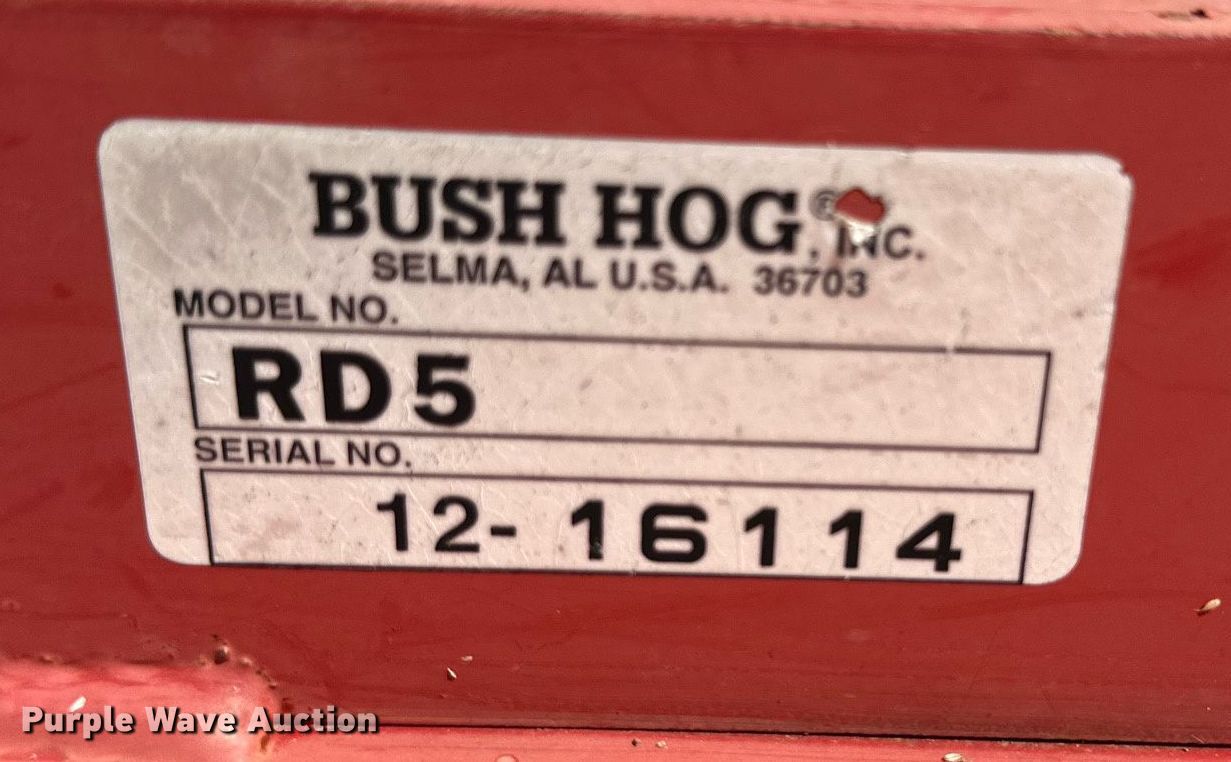 BUSH HOG®, INC.
SELMA, AL U.S.A. 36703
MODEL NO.
RD5
SERIAL NO.
12-16114
Purple Wave Auction